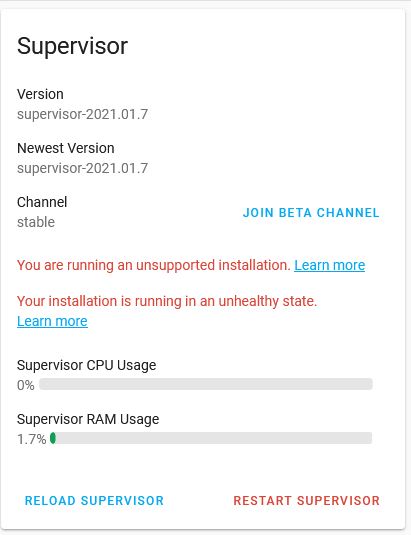 Supervisor
Version
supervisor-2021.01.7
Newest Version
supervisor-2021.01.7
Channel
stable
JOIN BETA CHANNEL
You are running an unsupported installation. Learn more
Your installation is running in an unhealthy state.
Learn more
Supervisor CPU Usage
0%
Supervisor RAM Usage
1.7%
RELOAD SUPERVISOR
RESTART SUPERVISOR